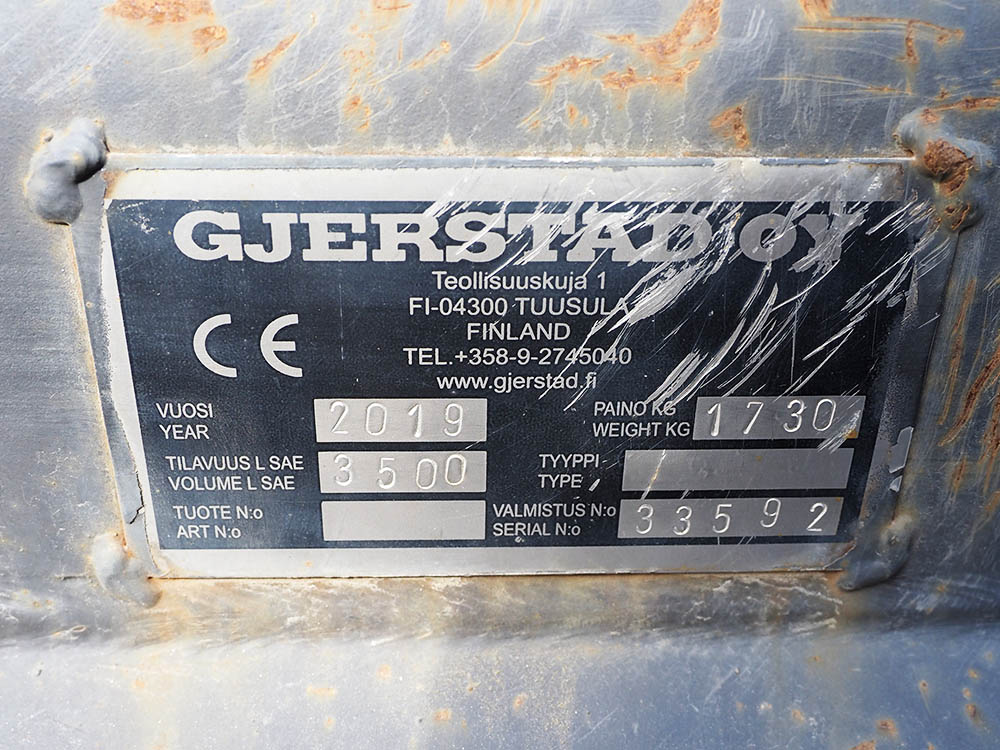 GJERSTAD OY
Teollisuuskuja 1
FI-04300 TUUSULA
FINLAND
TEL.+358-9-2745040
www.gjerstad.fi
CE
VUOSI
YEAR
2019
PAINO KG
WEIGHT KG
1730
TILAVUUS L SAE
VOLUME L SAE
3500
TYYPPI
TYPE
TUOTE N:o
ART N:o
VALMISTUS N:o
SERIAL N:o
33592